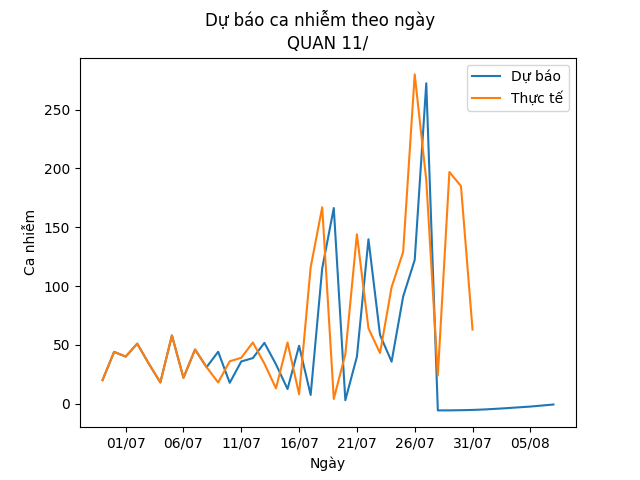 Dự báo ca nhiễm theo ngày
QUAN 11/
Dự báo
Thực tế
Ca nhiễm
250
200
150
100
50
0
01/07 06/07 11/07 16/07 21/07 26/07 31/07 05/08
Ngày